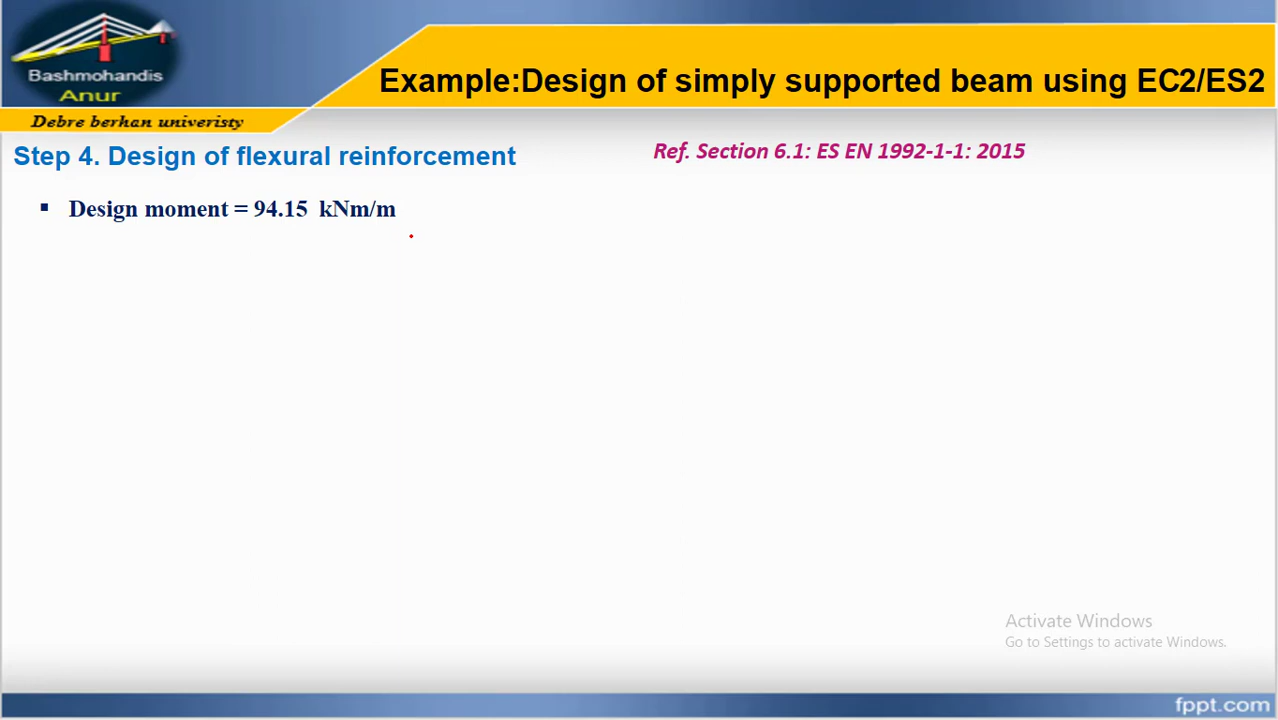 Bashmohandis
Anur
Debre berhan univeristy
Example:Design of simply supported beam using EC2/ES2
Step 4. Design of flexural reinforcement
Ref. Section 6.1: ES EN 1992-1-1: 2015
▪ Design moment = 94.15 kNm/m
Activate Windows
Go to Settings to activate Windows.
fppt.com